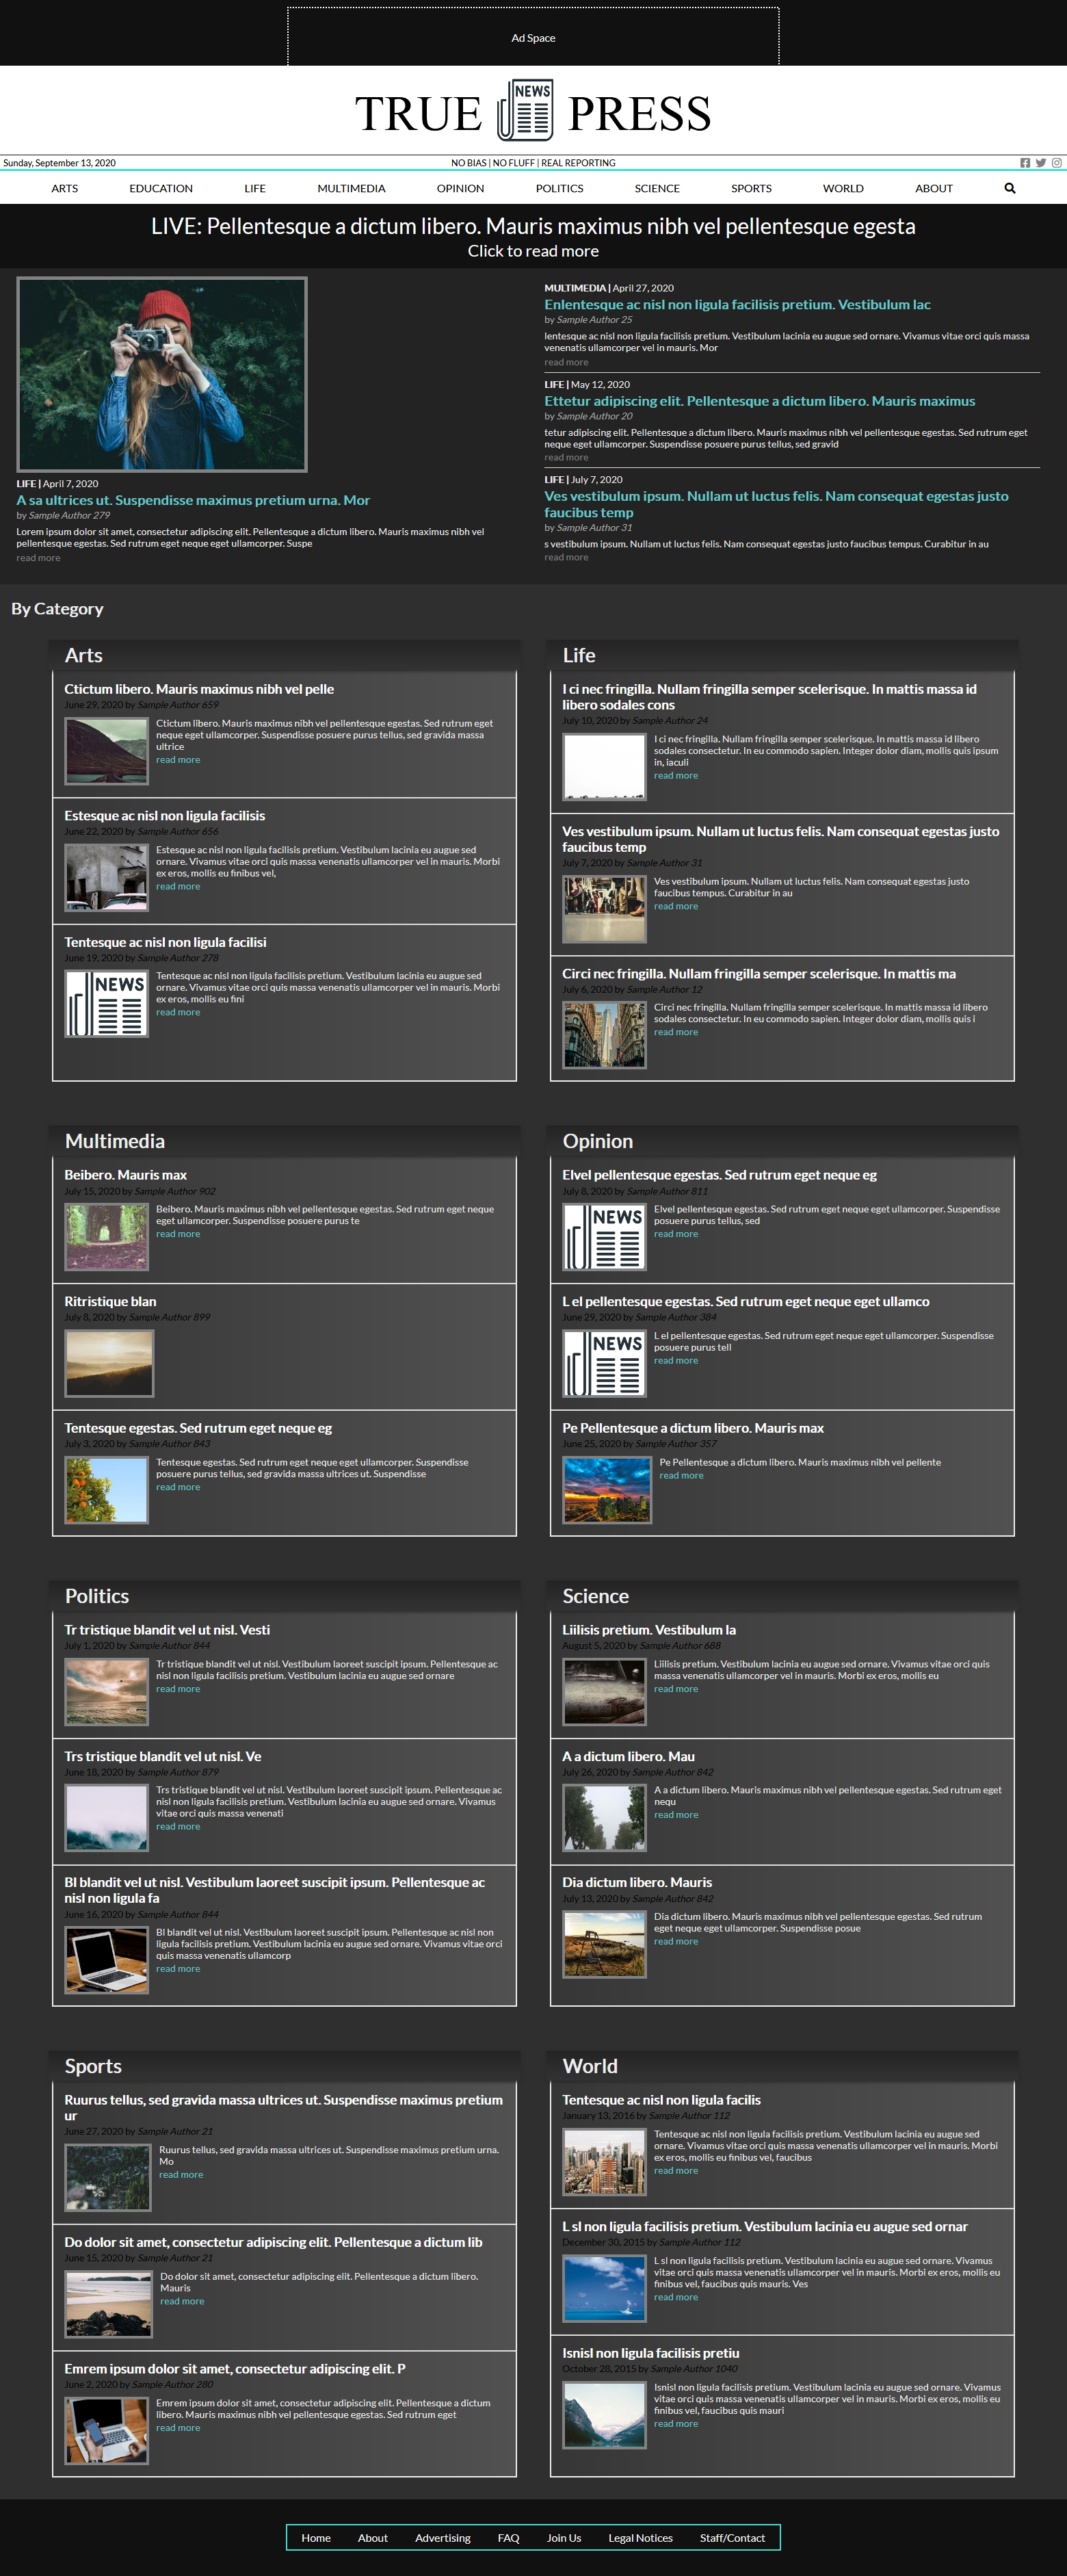 Ad Space
TRUE NEWS PRESS
Sunday, September 13, 2020
NO BIAS | NO FLUFF | REAL REPORTING
ARTS EDUCATION LIFE MULTIMEDIA OPINION POLITICS SCIENCE SPORTS WORLD ABOUT
LIVE: Pellentesque a dictum libero. Mauris maximus nibh vel pellentesque egesta
Click to read more
LIFE | April 7, 2020
A sa ultrices ut. Suspendisse maximus pretium urna. Mor
by Sample Author 279
Lorem ipsum dolor sit amet, consectetur adipiscing elit. Pellentesque a dictum libero. Mauris maximus nibh vel
pellentesque egestas. Sed rutrum eget neque eget ullamcorper. Suspe
read more
MULTIMEDIA | April 27, 2020
Enlentesque ac nisl non ligula facilisis pretium. Vestibulum lac
by Sample Author 25
lentesque ac nisl non ligula facilisis pretium. Vestibulum lacinia eu augue sed ornare. Vivamus vitae orci quis massa
venenatis ullamcorper vel in mauris. Mor
read more
LIFE | May 12, 2020
Ettetur adipiscing elit. Pellentesque a dictum libero. Mauris maximus
by Sample Author 20
tetur adipiscing elit. Pellentesque a dictum libero. Mauris maximus nibh vel pellentesque egestas. Sed rutrum eget
neque eget ullamcorper. Suspendisse posuere purus tellus, sed gravid
read more
LIFE | July 7, 2020
Ves vestibulum ipsum. Nullam ut luctus felis. Nam consequat egestas justo
faucibus temp
by Sample Author 31
s vestibulum ipsum. Nullam ut luctus felis. Nam consequat egestas justo faucibus tempus. Curabitur in au
read more
By Category
Arts
Ctictum libero. Mauris maximus nibh vel pelle
June 29, 2020 by Sample Author 659
Ctictum libero. Mauris maximus nibh vel pellentesque egestas. Sed rutrum eget
neque eget ullamcorper. Suspendisse posuere purus tellus, sed gravida massa
ultrice
read more
Estesque ac nisl non ligula facilisis
June 22, 2020 by Sample Author 656
Estesque ac nisl non ligula facilisis pretium. Vestibulum lacinia eu augue sed
ornare. Vivamus vitae orci quis massa venenatis ullamcorper vel in mauris. Morbi
ex eros, mollis eu finibus vel,
read more
Tentesque ac nisl non ligula facilisi
June 19, 2020 by Sample Author 278
NEWS
Tentesque ac nisl non ligula facilisis pretium. Vestibulum lacinia eu augue sed
ornare. Vivamus vitae orci quis massa venenatis ullamcorper vel in mauris. Morbi
ex eros, mollis eu fini
read more
Life
I ci nec fringilla. Nullam fringilla semper scelerisque. In mattis massa id
libero sodales cons
July 10, 2020 by Sample Author 24
I ci nec fringilla. Nullam fringilla semper scelerisque. In mattis massa id libero
sodales consectetur. In eu commodo sapien. Integer dolor diam, mollis quis ipsum
in, iaculi
read more
Ves vestibulum ipsum. Nullam ut luctus felis. Nam consequat egestas justo
faucibus temp
July 7, 2020 by Sample Author 31
Ves vestibulum ipsum. Nullam ut luctus felis. Nam consequat egestas justo
faucibus tempus. Curabitur in au
read more
Circi nec fringilla. Nullam fringilla semper scelerisque. In mattis ma
July 6, 2020 by Sample Author 12
Circi nec fringilla. Nullam fringilla semper scelerisque. In mattis massa id libero
sodales consectetur. In eu commodo sapien. Integer dolor diam, mollis quis i
read more
Multimedia
Beibero. Mauris max
July 15, 2020 by Sample Author 902
Beibero. Mauris maximus nibh vel pellentesque egestas. Sed rutrum eget neque
eget ullamcorper. Suspendisse posuere purus te
read more
Ritristique blan
July 8, 2020 by Sample Author 899
Tentesque egestas. Sed rutrum eget neque eg
July 3, 2020 by Sample Author 843
Tentesque egestas. Sed rutrum eget neque eget ullamcorper. Suspendisse
posuere purus tellus, sed gravida massa ultrices ut. Suspendisse
read more
Opinion
Elvel pellentesque egestas. Sed rutrum eget neque eg
July 8, 2020 by Sample Author 811
NEWS
Elvel pellentesque egestas. Sed rutrum eget neque eget ullamcorper. Suspendisse
posuere purus tellus, sed
read more
L el pellentesque egestas. Sed rutrum eget neque eget ullamco
June 29, 2020 by Sample Author 384
NEWS
L el pellentesque egestas. Sed rutrum eget neque eget ullamcorper. Suspendisse
posuere purus tell
read more
Pe Pellentesque a dictum libero. Mauris max
June 25, 2020 by Sample Author 357
Pe Pellentesque a dictum libero. Mauris maximus nibh vel pellente
read more
Politics
Tr tristique blandit vel ut nisl. Vesti
July 1, 2020 by Sample Author 844
Tr tristique blandit vel ut nisl. Vestibulum laoreet suscipit ipsum. Pellentesque ac
nisl non ligula facilisis pretium. Vestibulum lacinia eu augue sed ornare
read more
Trs tristique blandit vel ut nisl. Ve
June 18, 2020 by Sample Author 879
Trs tristique blandit vel ut nisl. Vestibulum laoreet suscipit ipsum. Pellentesque ac
nisl non ligula facilisis pretium. Vestibulum lacinia eu augue sed ornare. Vivamus
vitae orci quis massa venenati
read more
Bl blandit vel ut nisl. Vestibulum laoreet suscipit ipsum. Pellentesque ac
nisl non ligula fa
June 16, 2020 by Sample Author 844
Bl blandit vel ut nisl. Vestibulum laoreet suscipit ipsum. Pellentesque ac nisl non
ligula facilisis pretium. Vestibulum lacinia eu augue sed ornare. Vivamus vitae orci
quis massa venenatis ullamcorp
read more
Science
Liilisis pretium. Vestibulum la
August 5, 2020 by Sample Author 688
Liilisis pretium. Vestibulum lacinia eu augue sed ornare. Vivamus vitae orci quis
massa venenatis ullamcorper vel in mauris. Morbi ex eros, mollis eu
read more
A a dictum libero. Mau
July 26, 2020 by Sample Author 842
A a dictum libero. Mauris maximus nibh vel pellentesque egestas. Sed rutrum eget
nequ
read more
Dia dictum libero. Mauris
July 13, 2020 by Sample Author 842
Dia dictum libero. Mauris maximus nibh vel pellentesque egestas. Sed rutrum
eget neque eget ullamcorper. Suspendisse posue
read more
Sports
Ruurus tellus, sed gravida massa ultrices ut. Suspendisse maximus pretium
ur
June 27, 2020 by Sample Author 21
Ruurus tellus, sed gravida massa ultrices ut. Suspendisse maximus pretium urna.
Mo
read more
Do dolor sit amet, consectetur adipiscing elit. Pellentesque a dictum lib
June 15, 2020 by Sample Author 21
Do dolor sit amet, consectetur adipiscing elit. Pellentesque a dictum libero.
Mauris
read more
Emrem ipsum dolor sit amet, consectetur adipiscing elit. P
June 2, 2020 by Sample Author 280
Emrem ipsum dolor sit amet, consectetur adipiscing elit. Pellentesque a dictum
libero. Mauris maximus nibh vel pellentesque egestas. Sed rutrum eget
read more
World
Tentesque ac nisl non ligula facilis
January 13, 2016 by Sample Author 112
Tentesque ac nisl non ligula facilisis pretium. Vestibulum lacinia eu augue sed
ornare. Vivamus vitae orci quis massa venenatis ullamcorper vel in mauris. Morbi
ex eros, mollis eu finibus vel, faucibus
read more
L sl non ligula facilisis pretium. Vestibulum lacinia eu augue sed ornar
December 30, 2015 by Sample Author 112
L sl non ligula facilisis pretium. Vestibulum lacinia eu augue sed ornare. Vivamus
vitae orci quis massa venenatis ullamcorper vel in mauris. Morbi ex eros, mollis eu
finibus vel, faucibus quis mauris. Ves
read more
Isnisl non ligula facilisis pretiu
October 28, 2015 by Sample Author 1040
Isnisl non ligula facilisis pretium. Vestibulum lacinia eu augue sed ornare. Vivamus
vitae orci quis massa venenatis ullamcorper vel in mauris. Morbi ex eros, mollis eu
finibus vel, faucibus quis mauri
read more
Home About Advertising FAQ Join Us Legal Notices Staff/Contact